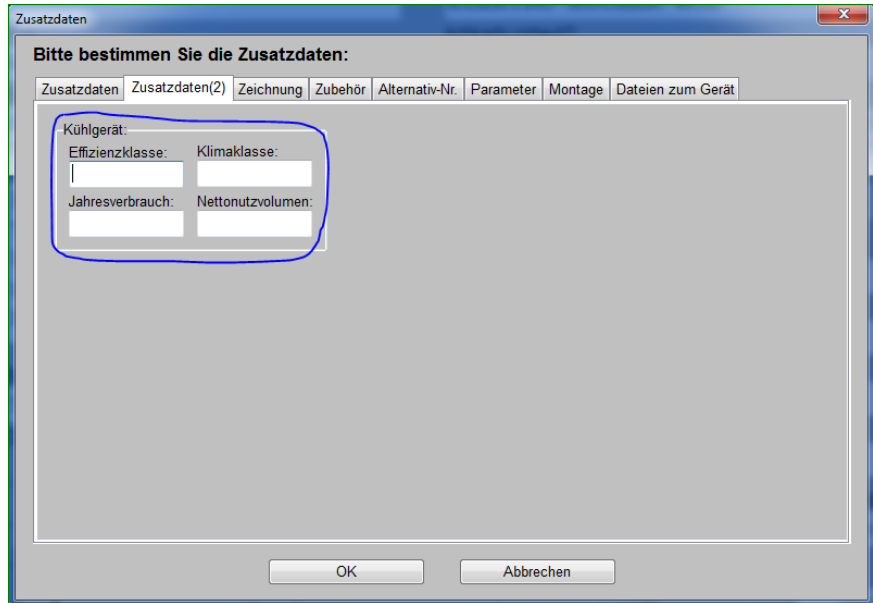 Zusatzdaten
Bitte bestimmen Sie die Zusatzdaten:
Zusatzdaten Zusatzdaten(2) Zeichnung Zubehör Alternativ-Nr. Parameter Montage Dateien zum Gerät
Kühlgerät:
Effizienzklasse: Klimaklasse:
Jahresverbrauch: Nettonutzvolumen:
OK Abbrechen